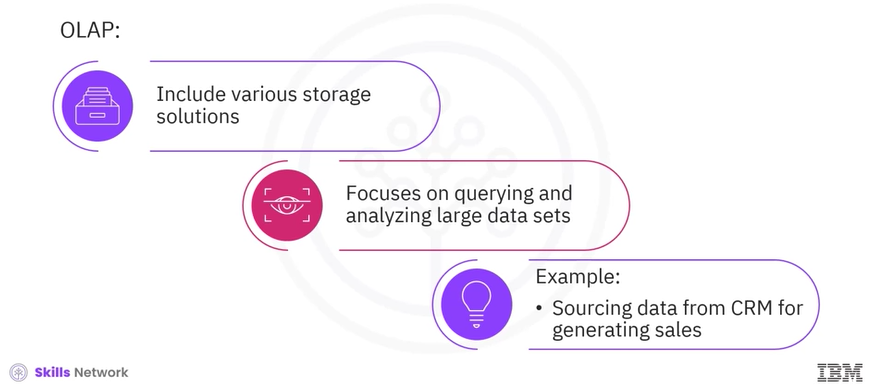 OLAP:
Include various storage
solutions
Focuses on querying and
analyzing large data sets
Example:
• Sourcing data from CRM for
generating sales
Skills Network
IBM